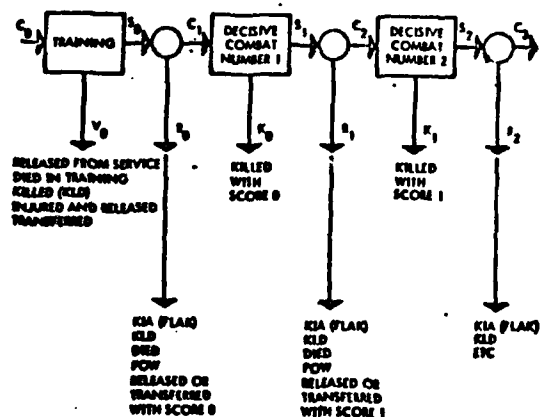 C0
TRAINING
S0
C1
DECISIVE
COMBAT
NUMBER 1
S1
C2
DECISIVE
COMBAT
NUMBER 2
S2
C3
V0
R0
K0
R1
K1
R2
RELEASED FROM SERVICE
DIED IN TRAINING
KILLED (KLD)
INJURED AND RELEASED
TRANSFERRED
KILLED
WITH
SCORE 0
KILLED
WITH
SCORE 1
KIA (FLAK)
KLD
DIED
POW
RELEASED OR
TRANSFERRED
WITH SCORE 0
KIA (FLAK)
KLD
DIED
POW
RELEASED OR
TRANSFERRED
WITH SCORE 1
KIA (FLAK)
KLD
ETC